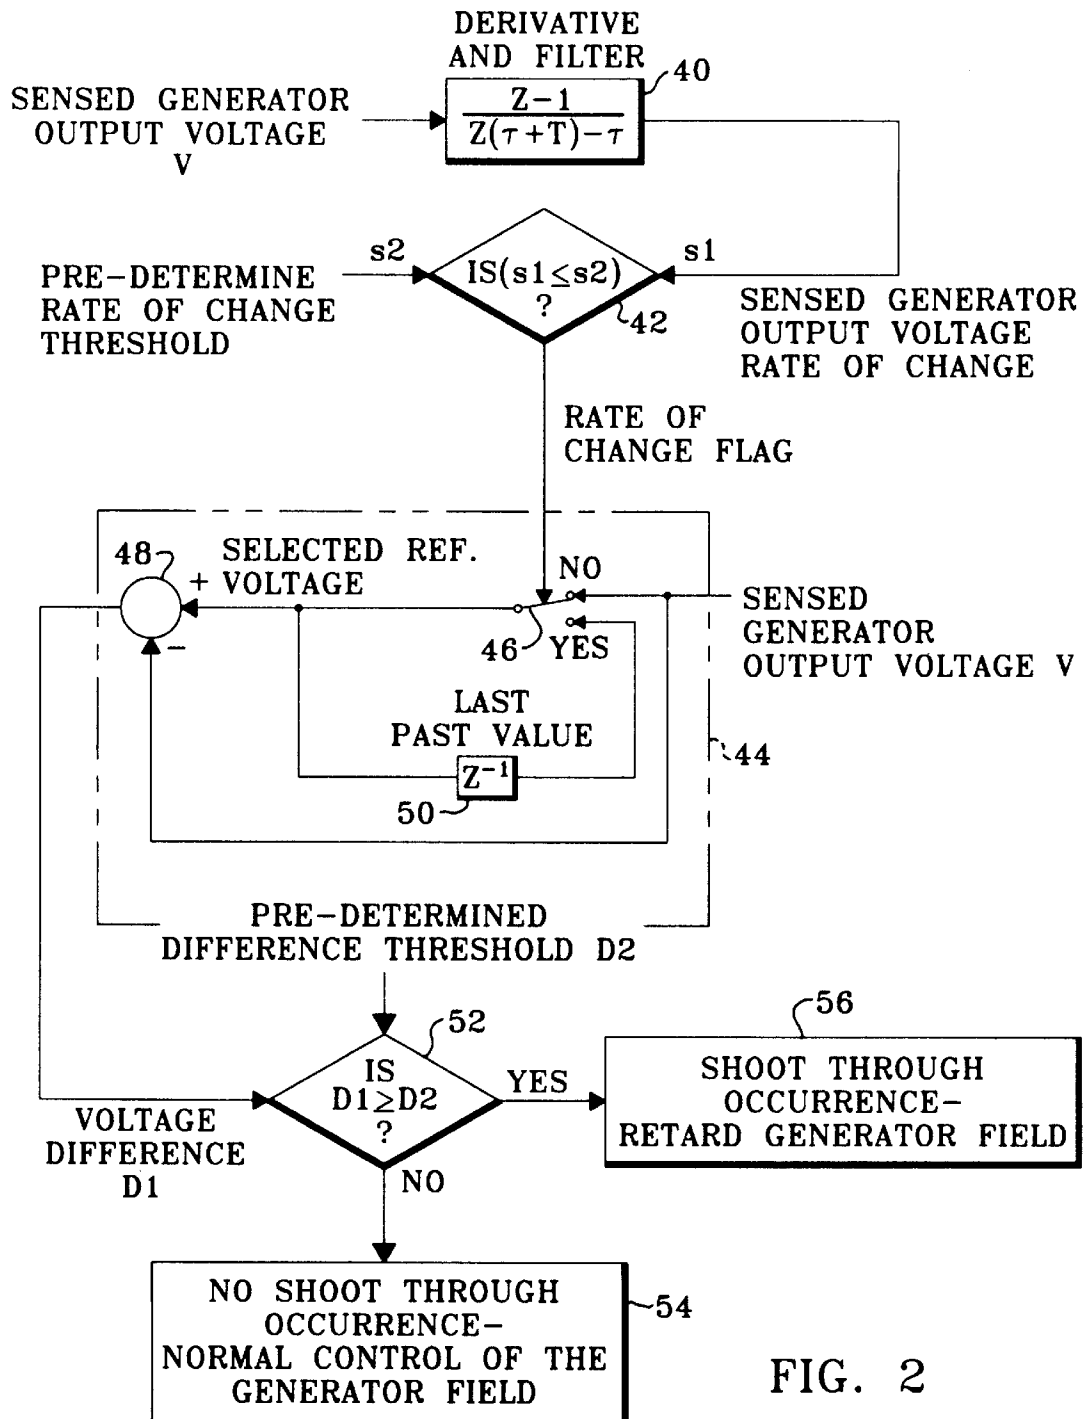 DERIVATIVE
AND FILTER
40
SENSED GENERATOR
OUTPUT VOLTAGE
V
Z−1
Z(τ+T)−τ
s2
s1
PRE−DETERMINE
RATE OF CHANGE
THRESHOLD
IS(s1≤s2)
?
42
SENSED GENERATOR
OUTPUT VOLTAGE
RATE OF CHANGE
RATE OF
CHANGE FLAG
48
SELECTED REF.
+ VOLTAGE
−
NO
46
YES
SENSED
GENERATOR
OUTPUT VOLTAGE V
LAST
PAST VALUE
Z⁻¹
50
44
PRE−DETERMINED
DIFFERENCE THRESHOLD D2
52
IS
D1≥D2
?
YES
NO
VOLTAGE
DIFFERENCE
D1
56
SHOOT THROUGH
OCCURRENCE−
RETARD GENERATOR FIELD
NO SHOOT THROUGH
OCCURRENCE−
NORMAL CONTROL OF THE
GENERATOR FIELD
54
FIG. 2